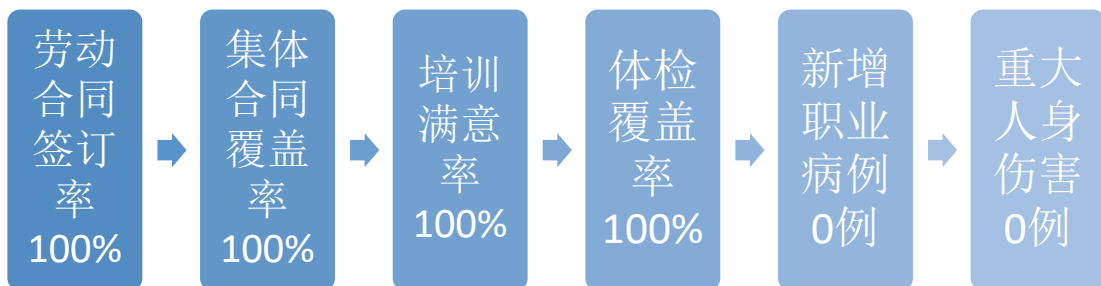 劳动
合同
签订
率
100%
集体
合同
覆盖
率
100%
培训
满意
率
100%
体检
覆盖
率
100%
新增
职业
病例
0例
重大
人身
伤害
0例